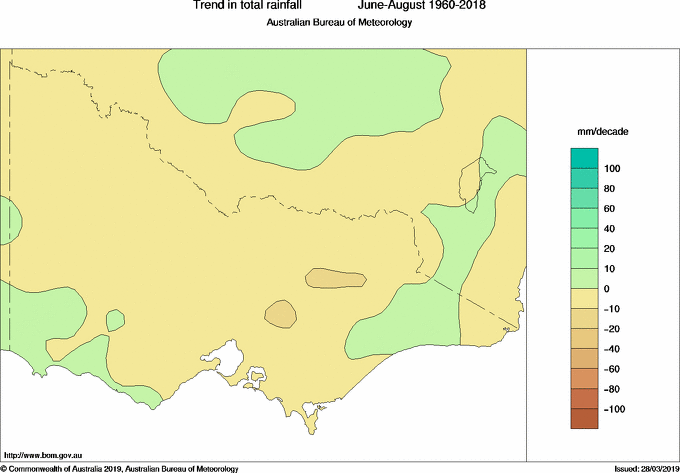 Trend in total rainfall June-August 1960-2018
Australian Bureau of Meteorology
mm/decade
100
80
60
40
20
10
0
-10
-20
-40
-60
-80
-100
http://www.bom.gov.au
© Commonwealth of Australia 2019, Australian Bureau of Meteorology Issued: 28/03/2019